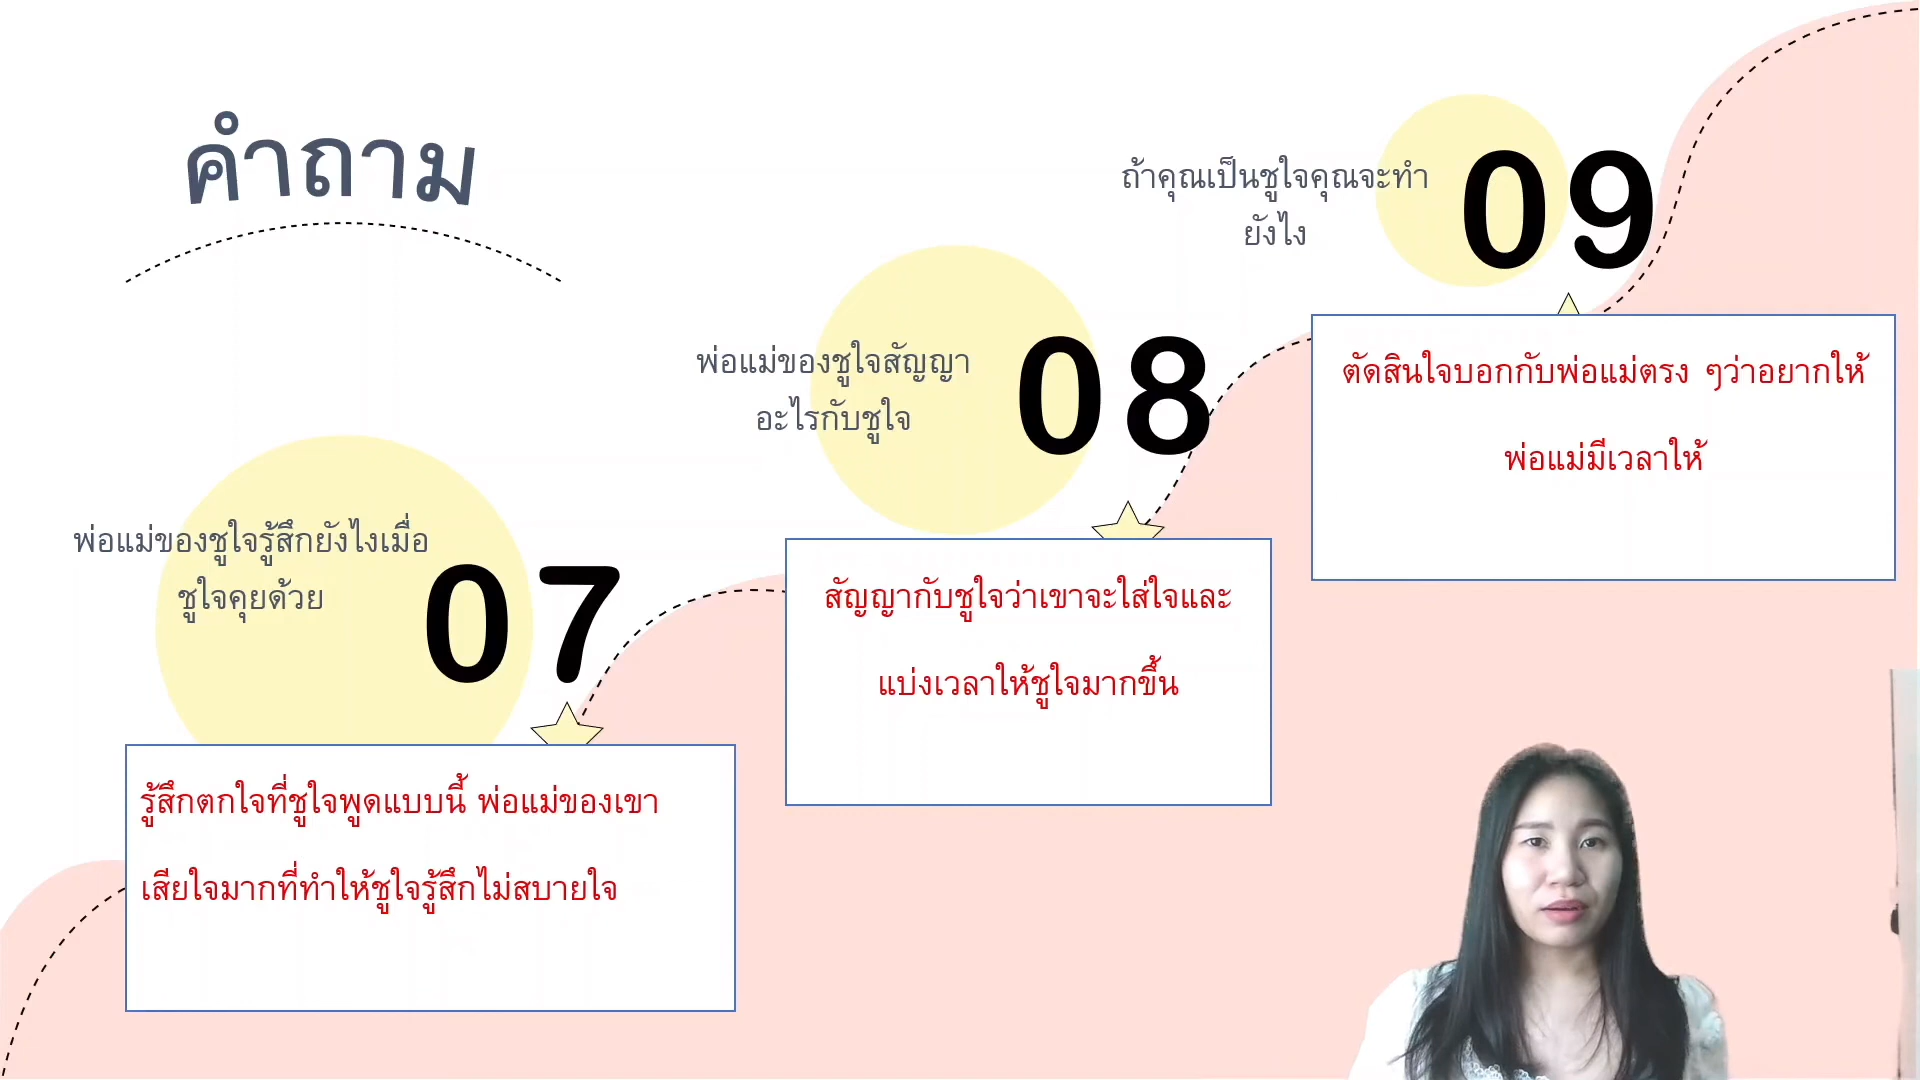 คำถาม
พ่อแม่ของชูใจรู้สึกยังไงเมื่อ
ชูใจคุยด้วย
07
รู้สึกตกใจที่ชูใจพูดแบบนี้ พ่อแม่ของเขา
เสียใจมากที่ทำให้ชูใจรู้สึกไม่สบายใจ
พ่อแม่ของชูใจสัญญา
อะไรกับชูใจ
08
สัญญากับชูใจว่าเขาจะใส่ใจและ
แบ่งเวลาให้ชูใจมากขึ้น
ถ้าคุณเป็นชูใจคุณจะทำ
ยังไง
09
ตัดสินใจบอกกับพ่อแม่ตรง ๆว่าอยากให้
พ่อแม่มีเวลาให้